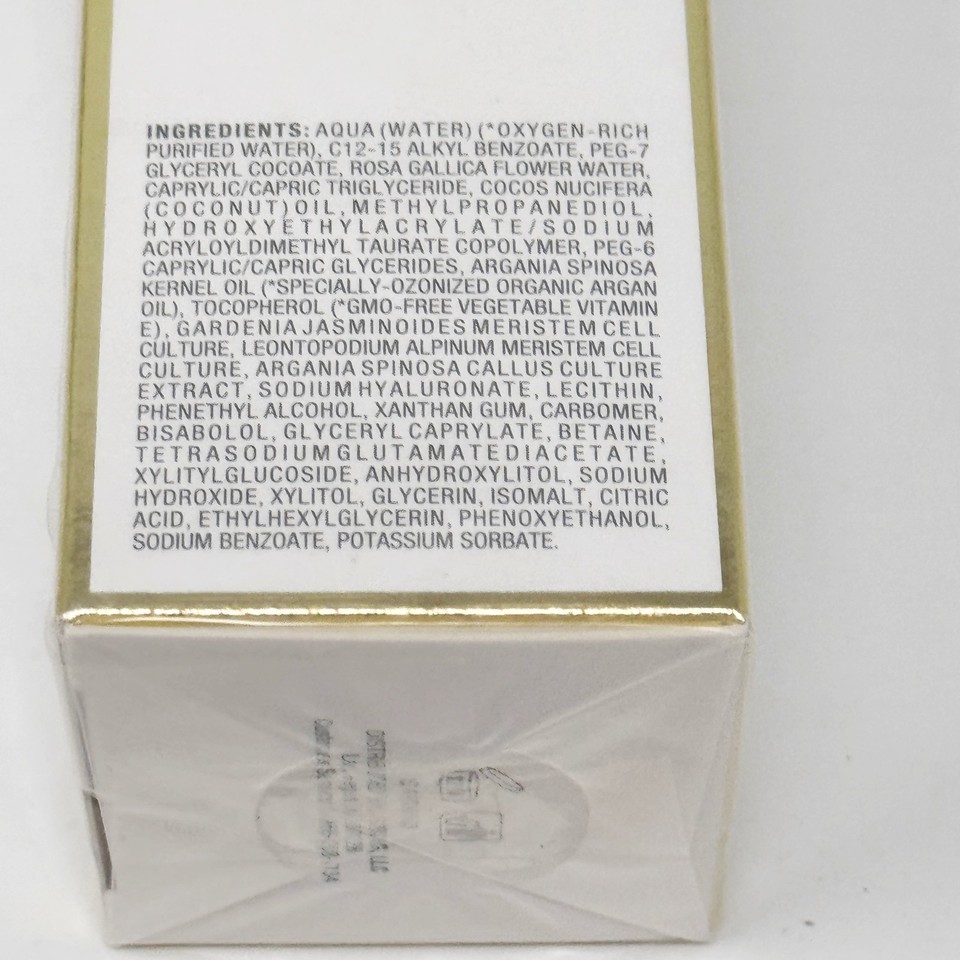 INGREDIENTS: AQUA (WATER) (*OXYGEN-RICH
PURIFIED WATER), C12-15 ALKYL BENZOATE, PEG-7
GLYCERYL COCOATE, ROSA GALLICA FLOWER WATER,
CAPRYLIC/CAPRIC TRIGLYCERIDE, COCOS NUCIFERA
(COCONUT) OIL, METHYLPROPANEDIOL,
HYDROXYETHYLACRYLATE/SODIUM
ACRYLOYLDIMETHYL TAURATE COPOLYMER, PEG-6
CAPRYLIC/CAPRIC GLYCERIDES, ARGANIA SPINOSA
KERNEL OIL (*SPECIALLY-OZONIZED ORGANIC ARGAN
OIL), TOCOPHEROL (*GMO-FREE VEGETABLE VITAMIN
E), GARDENIA JASMINOIDES MERISTEM CELL
CULTURE, LEONTOPODIUM ALPINUM MERISTEM CELL
CULTURE, ARGANIA SPINOSA CALLUS CULTURE
EXTRACT, SODIUM HYALURONATE, LECITHIN,
PHENETHYL ALCOHOL, XANTHAN GUM, CARBOMER,
BISABOLOL, GLYCERYL CAPRYLATE, BETAINE,
TETRASODIUM GLUTAMATE DIACETATE,
XYLITYLGLUCOSIDE, ANHYDROXYLITOL, SODIUM
HYDROXIDE, XYLITOL, GLYCERIN, ISOMALT, CITRIC
ACID, ETHYLHEXYLGLYCERIN, PHENOXYETHANOL,
SODIUM BENZOATE, POTASSIUM SORBATE.
LLC